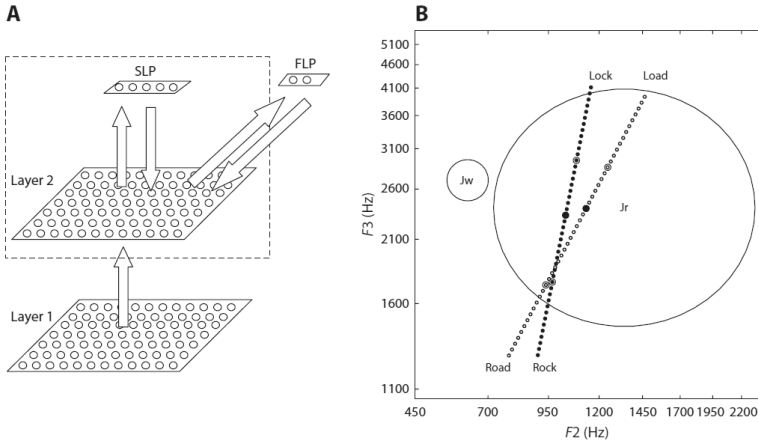 A
SLP
FLP
Layer 2
Layer 1
B
5100
4600
4100
3600
3100
2600
2100
1600
1100
F3 (Hz)
Lock
Load
Jw
Jr
Road
Rock
450 700 950 1200 1450 1700 1950 2200
F2 (Hz)